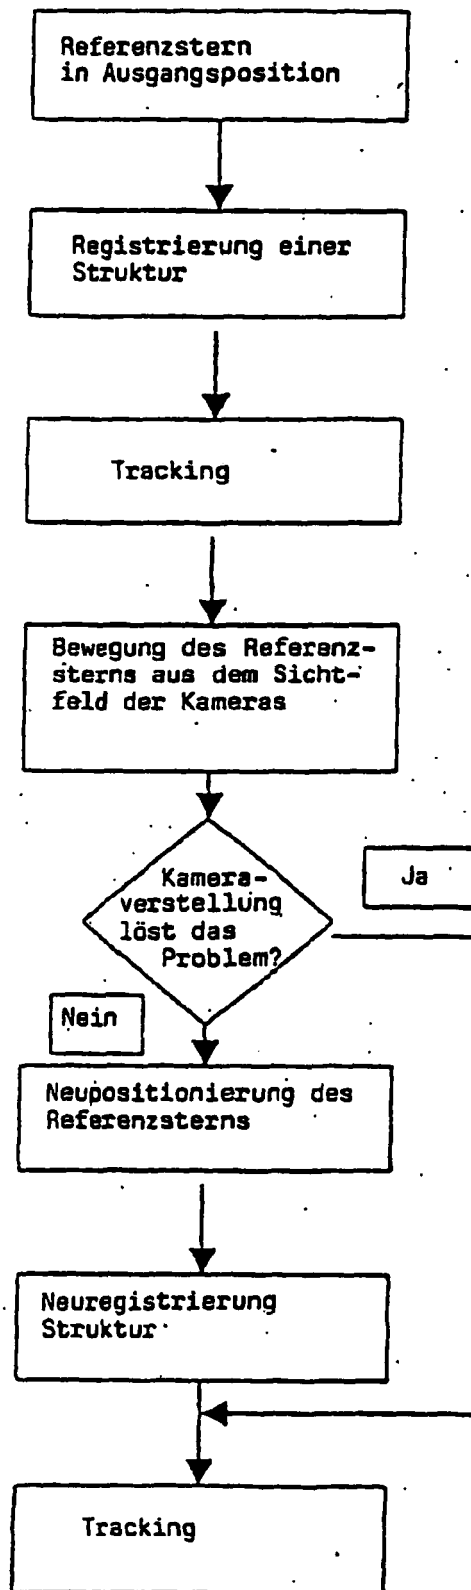 Referenzstern
in Ausgangsposition
Registrierung einer
Struktur
Tracking
Bewegung des Referenz-
sterns aus dem Sicht-
feld der Kameras
Kamera-
verstellung
löst das
Problem?
Ja
Nein
Neupositionierung des
Referenzsterns
Neuregistrierung
Struktur
Tracking